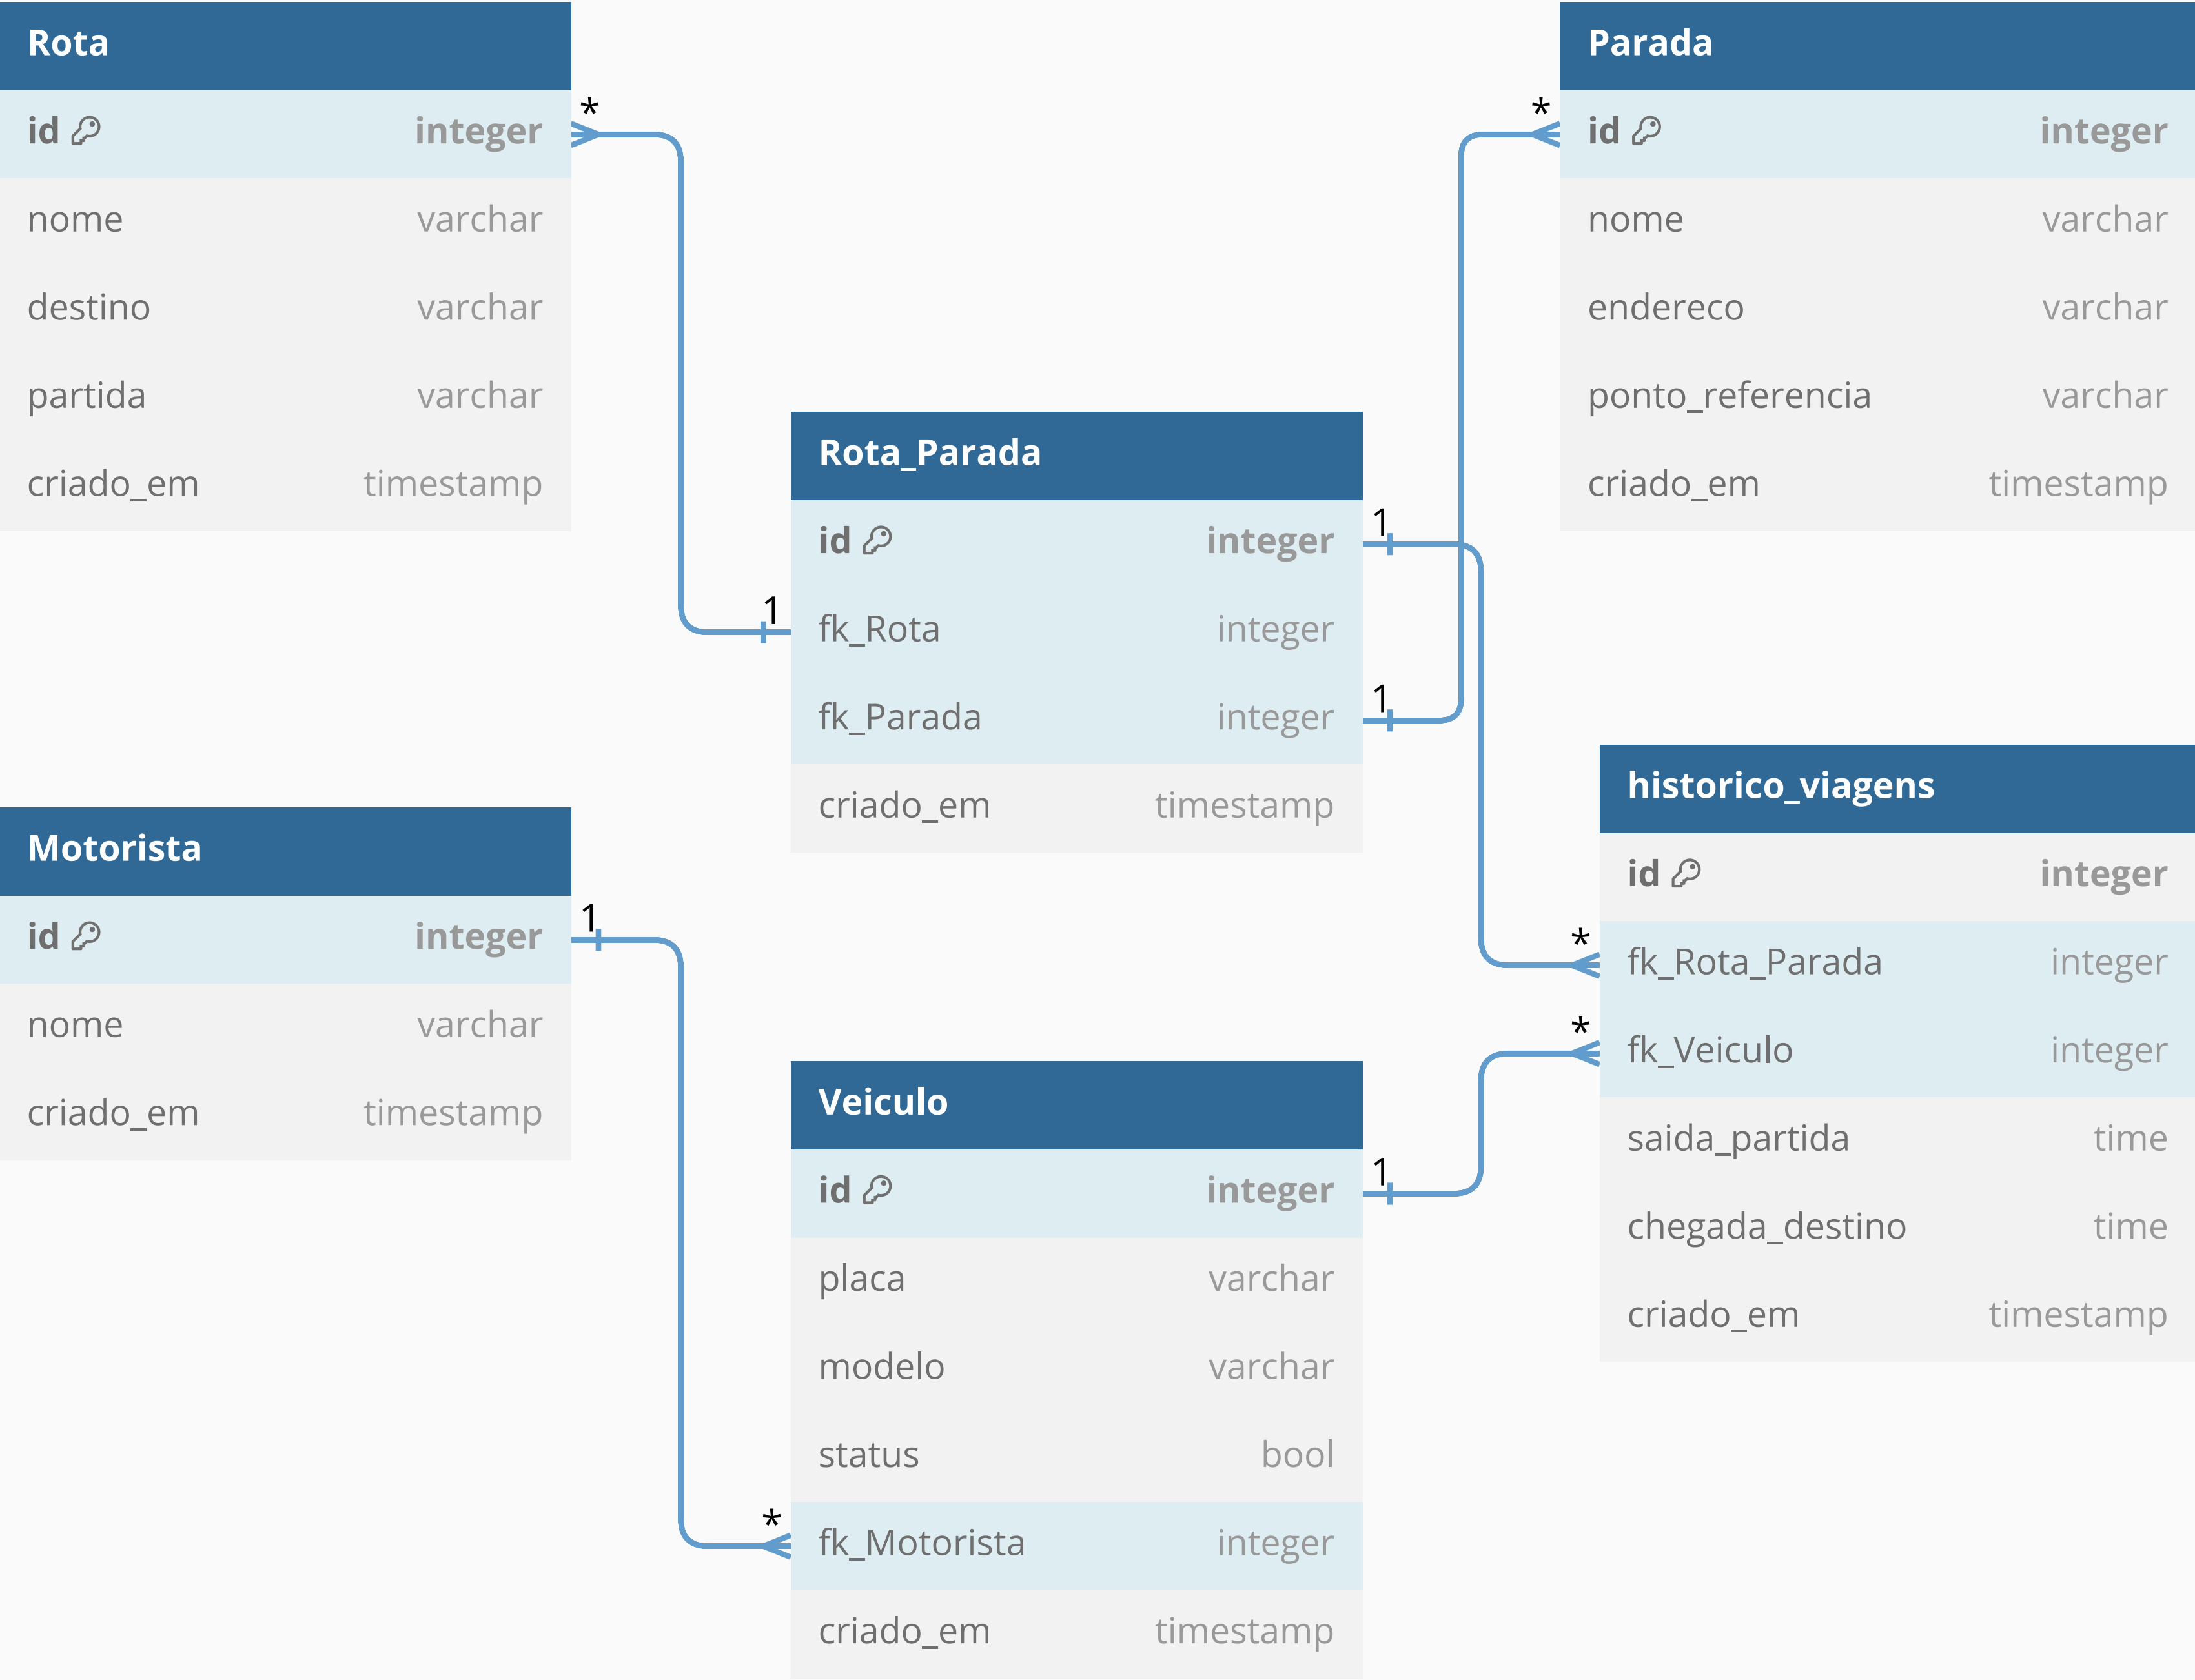 Rota
id integer
nome varchar
destino varchar
partida varchar
criado_em timestamp
*
Parada
id integer
nome varchar
endereco varchar
ponto_referencia varchar
criado_em timestamp
*
Rota_Parada
id integer
fk_Rota integer
fk_Parada integer
criado_em timestamp
1
1
1
Motorista
id integer
nome varchar
criado_em timestamp
1
historico_viagens
id integer
fk_Rota_Parada integer
fk_Veiculo integer
saida_partida time
chegada_destino time
criado_em timestamp
*
*
Veiculo
id integer
placa varchar
modelo varchar
status bool
fk_Motorista integer
criado_em timestamp
1
*